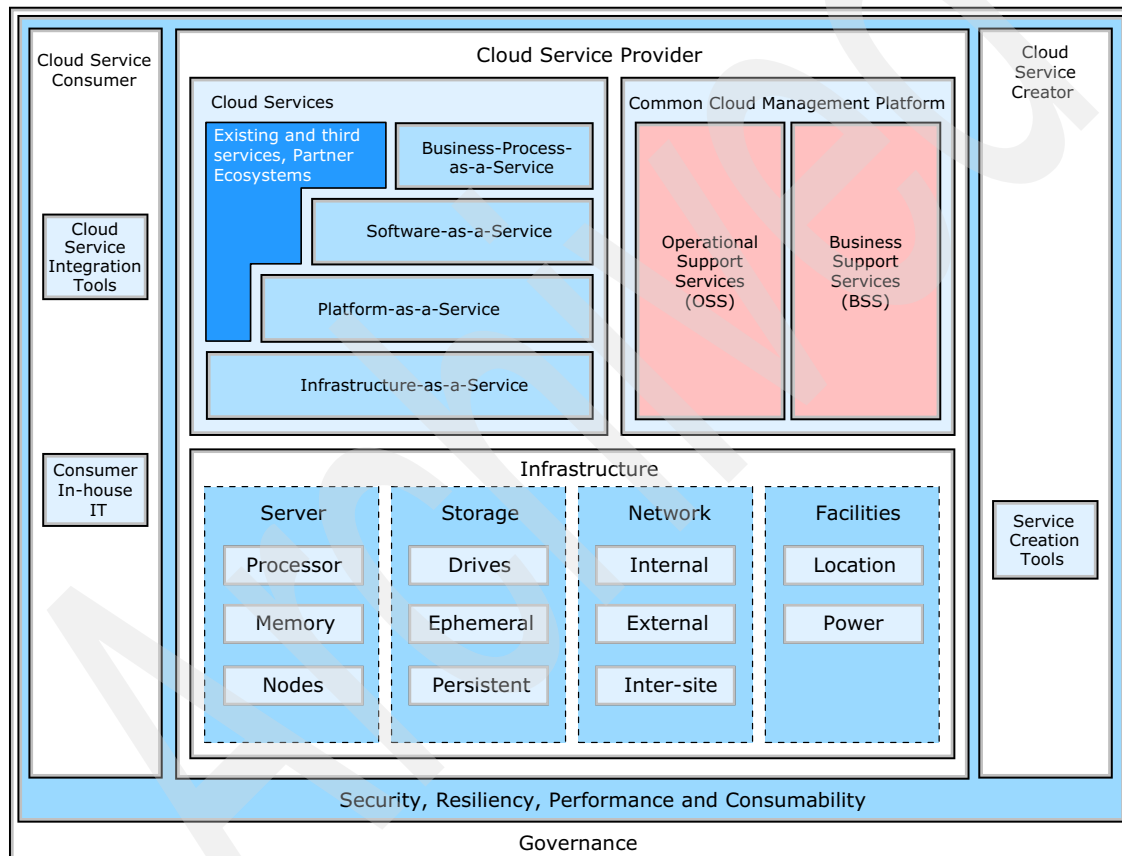 Cloud Service
Consumer
Cloud
Service
Integration
Tools
Consumer
In-house
IT
Cloud Service Provider
Cloud Services
Existing and third
services, Partner
Ecosystems
Business-Process-
as-a-Service
Software-as-a-Service
Platform-as-a-Service
Infrastructure-as-a-Service
Common Cloud Management Platform
Operational
Support
Services
(OSS)
Business
Support
Services
(BSS)
Infrastructure
Server
Processor
Memory
Nodes
Storage
Drives
Ephemeral
Persistent
Network
Internal
External
Inter-site
Facilities
Location
Power
Cloud
Service
Creator
Service
Creation
Tools
Security, Resiliency, Performance and Consumability
Governance
Archived